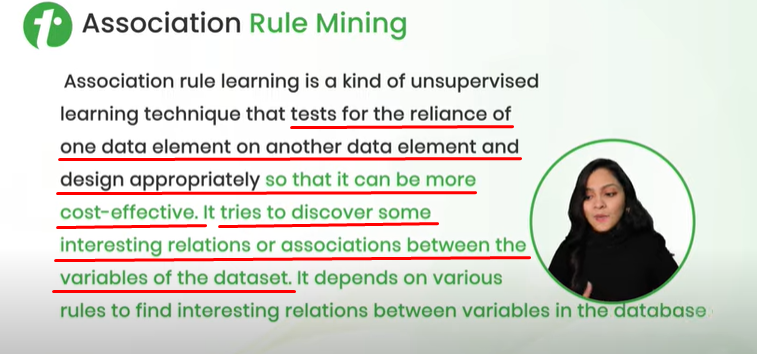 Association Rule Mining
Association rule learning is a kind of unsupervised
learning technique that tests for the reliance of
one data element on another data element and
design appropriately so that it can be more
cost-effective. It tries to discover some
interesting relations or associations between the
variables of the dataset. It depends on various
rules to find interesting relations between variables in the database